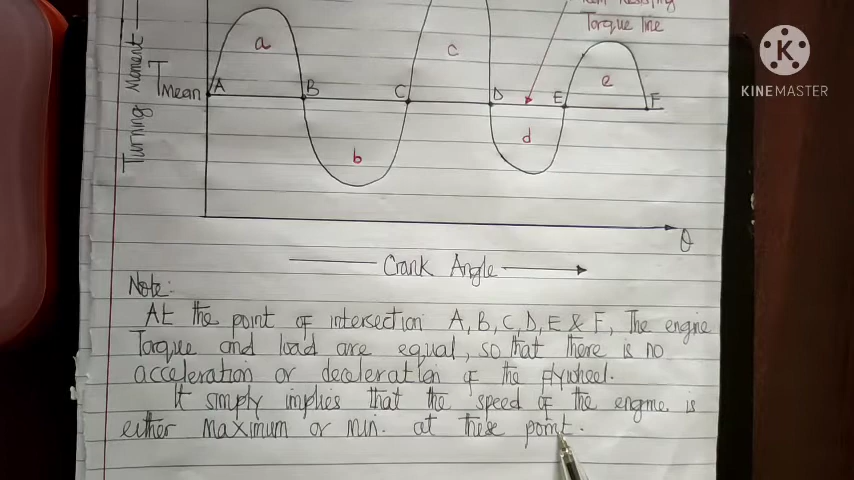 Resisting
Torque line
a
c
e
K
KINEMASTER
Turning Moment
TMean
A
B
C
D
E
F
b
d
θ
Crank Angle
Note:
At the point of intersection A, B, C, D, E & F, The engine
Torque and load are equal, so that there is no
acceleration or deceleration of the flywheel.
It simply implies that the speed of the engine is
either maximum or min. at these point.